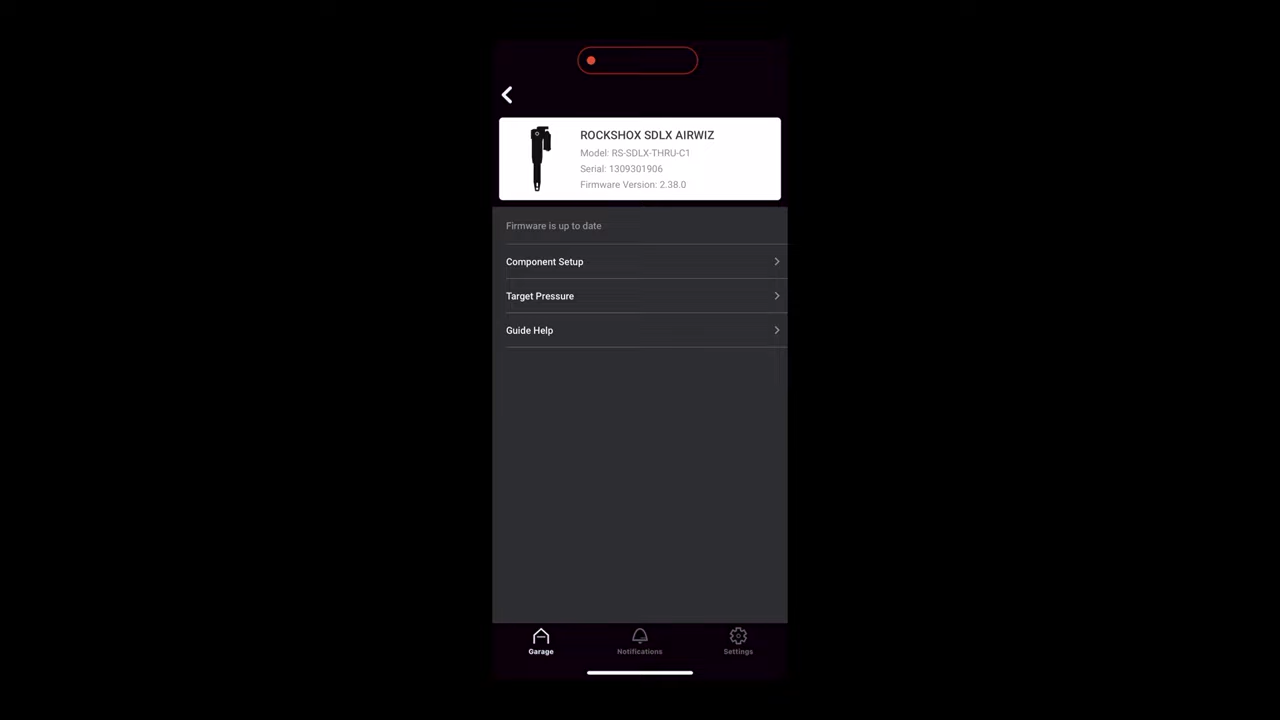 ROCKSHOX SDLX AIRWIZ
Model: RS-SDLX-THRU-C1
Serial: 1309301906
Firmware Version: 2.38.0
Firmware is up to date
Component Setup
Target Pressure
Guide Help
Garage
Notifications
Settings